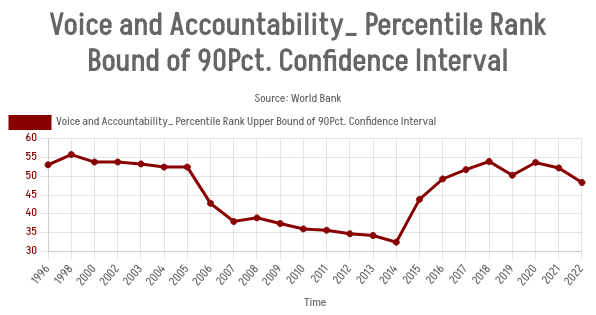 Voice and Accountability_ Percentile Rank
Bound of 90Pct. Confidence Interval
Source: World Bank
Voice and Accountability_ Percentile Rank Upper Bound of 90Pct. Confidence Interval
60
55
50
45
40
35
30
1996 1998 2000 2002 2003 2004 2005 2006 2007 2008 2009 2010 2011 2012 2013 2014 2015 2016 2017 2018 2019 2020 2021 2022
Time